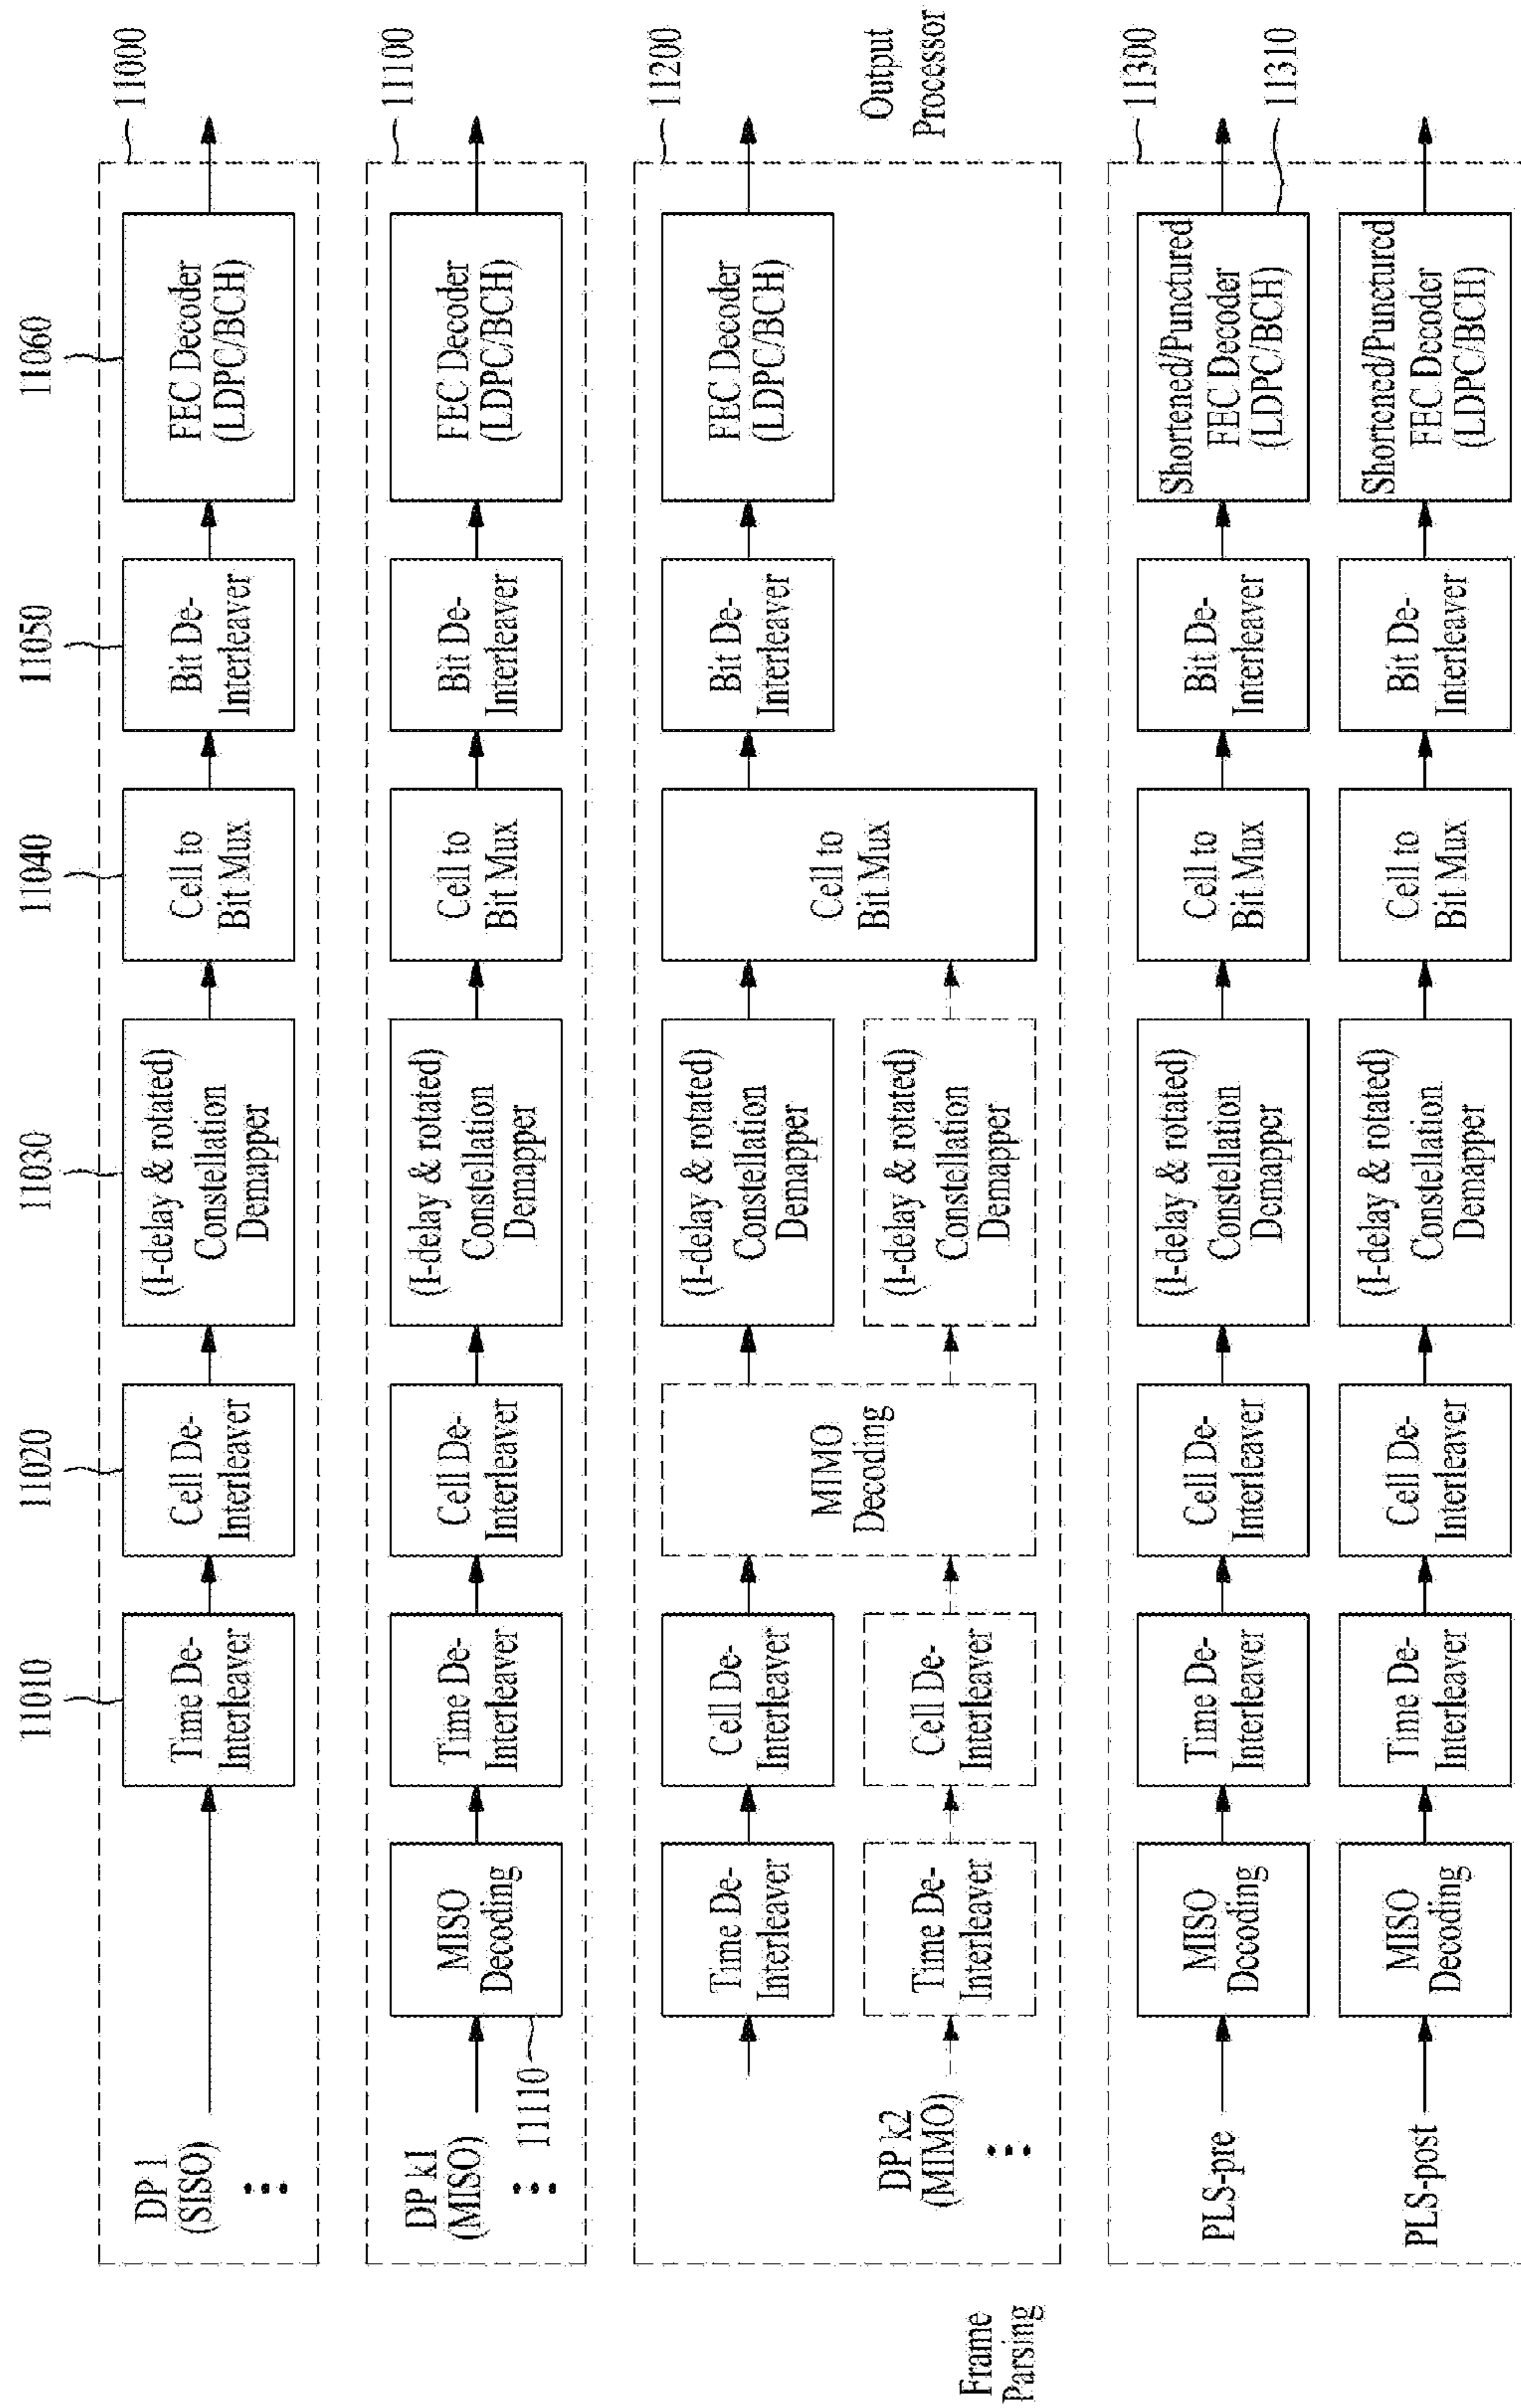 11010
11020
11030
11040
11050
11060
11000
DP 1
(SISO)
Time De-
Interleaver
Cell De-
Interleaver
(I-delay & rotated)
Constellation
Demapper
Cell to
Bit Mux
Bit De-
Interleaver
FEC Decoder
(LDPC/BCH)
11100
DP k1
(MISO)
11110
MISO
Decoding
Time De-
Interleaver
Cell De-
Interleaver
(I-delay & rotated)
Constellation
Demapper
Cell to
Bit Mux
Bit De-
Interleaver
FEC Decoder
(LDPC/BCH)
11200
Time De-
Interleaver
Cell De-
Interleaver
MIMO
Decoding
(I-delay & rotated)
Constellation
Demapper
Cell to
Bit Mux
Bit De-
Interleaver
FEC Decoder
(LDPC/BCH)
DP k2
(MIMO)
Time De-
Interleaver
Cell De-
Interleaver
(I-delay & rotated)
Constellation
Demapper
Frame
Parsing
Output
Processor
11300
PLS-pre
MISO
Decoding
Time De-
Interleaver
Cell De-
Interleaver
(I-delay & rotated)
Constellation
Demapper
Cell to
Bit Mux
Bit De-
Interleaver
Shortened/Punctured
FEC Decoder
(LDPC/BCH)
11310
PLS-post
MISO
Decoding
Time De-
Interleaver
Cell De-
Interleaver
(I-delay & rotated)
Constellation
Demapper
Cell to
Bit Mux
Bit De-
Interleaver
Shortened/Punctured
FEC Decoder
(LDPC/BCH)